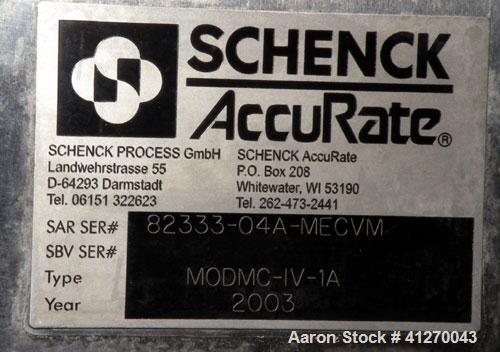 SCHENCK
AccuRate®
SCHENCK PROCESS GmbH
Landwehrstrasse 55
D-64293 Darmstadt
Tel. 06151 322623
SCHENCK AccuRate
P.O. Box 208
Whitewater, WI 53190
Tel. 262-473-2441
SAR SER# 82333-04A-MECVM
SBV SER#
Type MODMC-IV-1A
Year 2003
Aaron Stock # 41270043